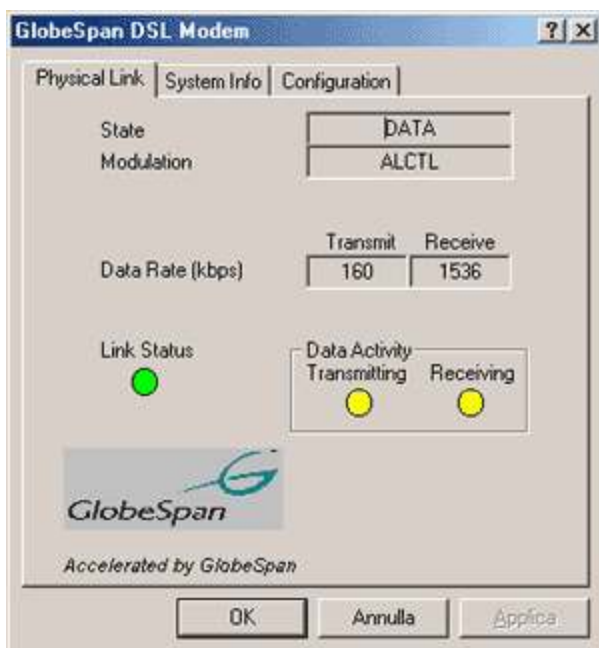 GlobeSpan DSL Modem
Physical Link System Info Configuration
State DATA
Modulation ALCTL
Transmit Receive
Data Rate (kbps) 160 1536
Link Status
Data Activity
Transmitting Receiving
GlobeSpan
Accelerated by GlobeSpan
OK Annulla Applica